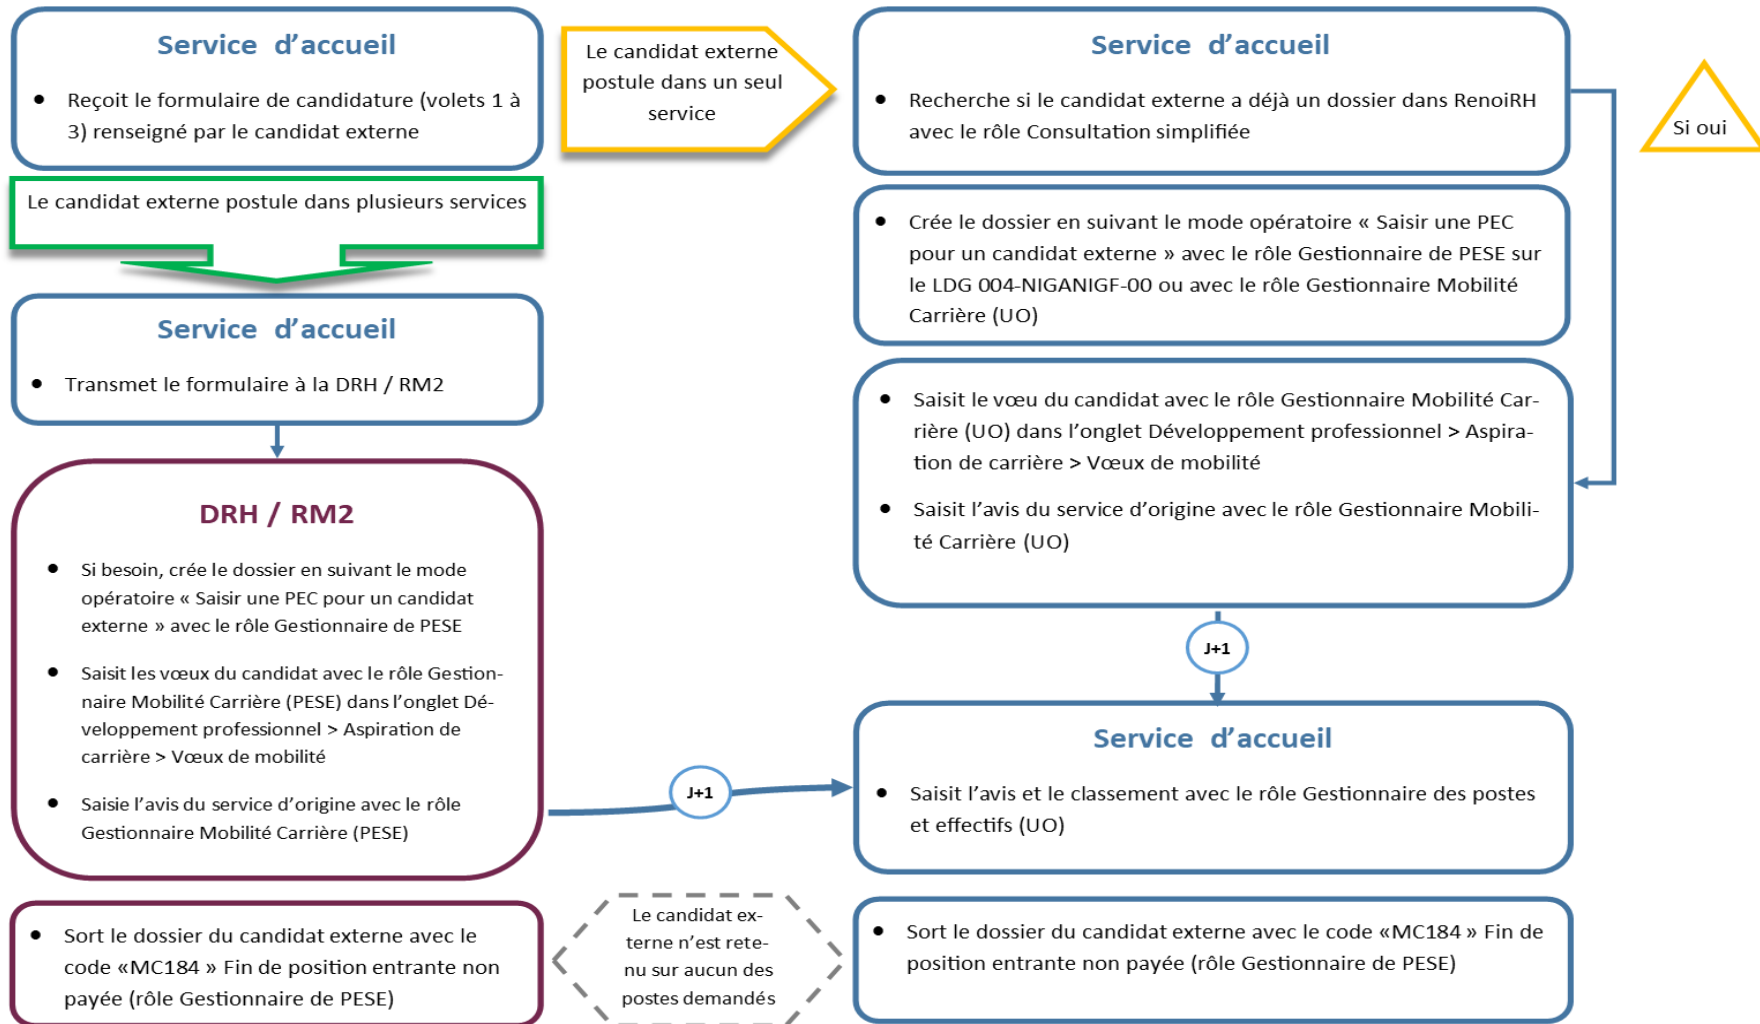 Service d'accueil
• Reçoit le formulaire de candidature (volets 1 à
3) renseigné par le candidat externe
Le candidat externe
postule dans un seul
service
Service d'accueil
• Recherche si le candidat externe a déjà un dossier dans RenoiRH
avec le rôle Consultation simplifiée
Si oui
Le candidat externe postule dans plusieurs services
• Crée le dossier en suivant le mode opératoire « Saisir une PEC
pour un candidat externe » avec le rôle Gestionnaire de PESE sur
le LDG 004-NIGANIGF-00 ou avec le rôle Gestionnaire Mobilité
Carrière (UO)
Service d'accueil
• Transmet le formulaire à la DRH / RM2
• Saisit le vœu du candidat avec le rôle Gestionnaire Mobilité Car-
rière (UO) dans l'onglet Développement professionnel > Aspira-
tion de carrière > Vœux de mobilité
• Saisit l'avis du service d'origine avec le rôle Gestionnaire Mobili-
té Carrière (UO)
DRH / RM2
• Si besoin, crée le dossier en suivant le mode
opératoire « Saisir une PEC pour un candidat
externe » avec le rôle Gestionnaire de PESE
• Saisit les vœux du candidat avec le rôle Gestion-
naire Mobilité Carrière (PESE) dans l'onglet Dé-
veloppement professionnel > Aspiration de
carrière > Vœux de mobilité
• Saisie l'avis du service d'origine avec le rôle
Gestionnaire Mobilité Carrière (PESE)
J+1
J+1
Service d'accueil
• Saisit l'avis et le classement avec le rôle Gestionnaire des postes
et effectifs (UO)
• Sort le dossier du candidat externe avec le
code «MC184 » Fin de position entrante non
payée (rôle Gestionnaire de PESE)
Le candidat ex-
terne n'est rete-
nu sur aucun des
postes demandés
• Sort le dossier du candidat externe avec le code «MC184 » Fin de
position entrante non payée (rôle Gestionnaire de PESE)